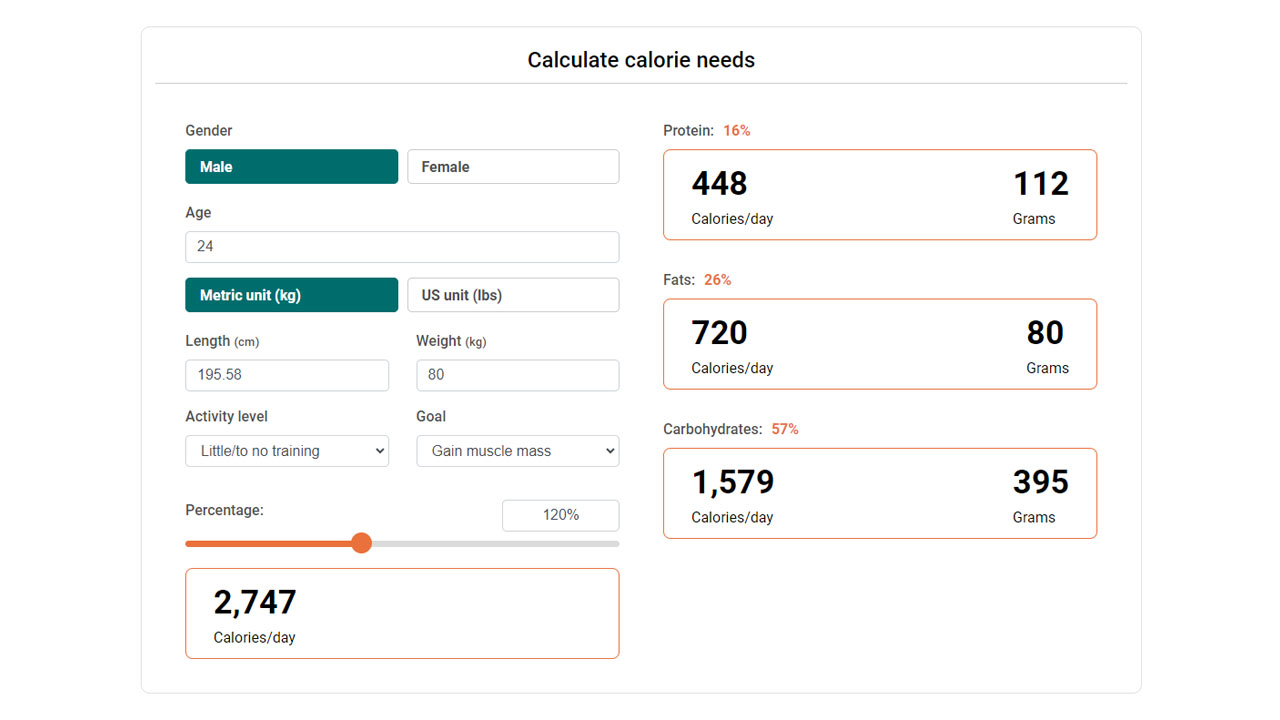 Calculate calorie needs
Gender
Male Female
Age
24
Metric unit (kg) US unit (lbs)
Length (cm) Weight (kg)
195.58 80
Activity level Goal
Little/to no training Gain muscle mass
Percentage: 120%
2,747
Calories/day
Protein: 16%
448 112
Calories/day Grams
Fats: 26%
720 80
Calories/day Grams
Carbohydrates: 57%
1,579 395
Calories/day Grams